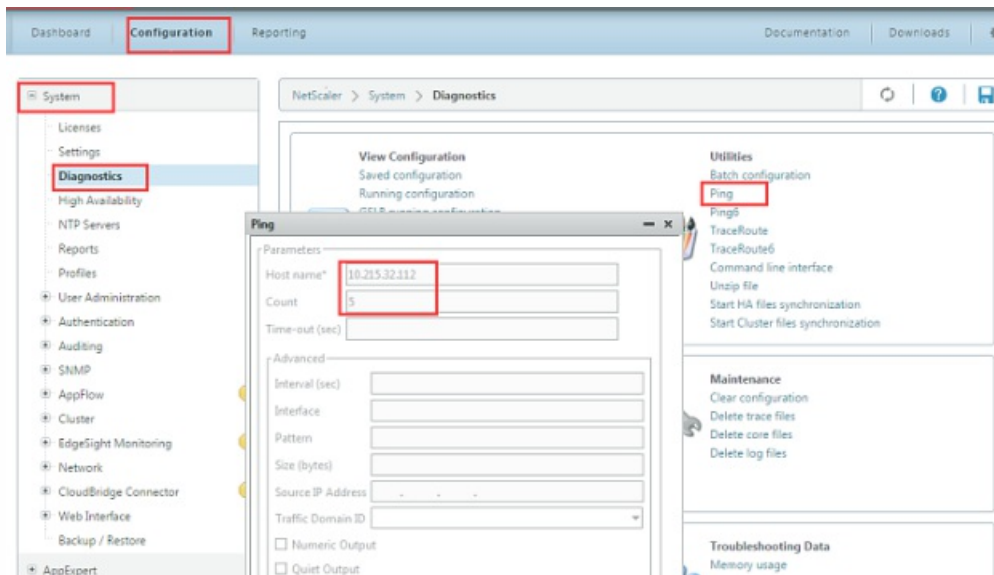 Dashboard
Configuration
Reporting
Documentation
Downloads
System
NetScaler > System > Diagnostics
Licenses
Settings
Diagnostics
High Availability
NTP Servers
Reports
Profiles
User Administration
Authentication
Auditing
SNMP
AppFlow
Cluster
EdgeSight Monitoring
Network
CloudBridge Connector
Web Interface
Backup / Restore
AppExpert
View Configuration
Saved configuration
Running configuration
Utilities
Batch configuration
Ping
Ping6
TraceRoute
TraceRoute6
Command line interface
Unzip file
Start HA files synchronization
Start Cluster files synchronization
Ping
Parameters
Host name* 10.215.32.112
Count 5
Time-out (sec)
Advanced
Interval (sec)
Interface
Pattern
Size (bytes)
Source IP Address . . .
Traffic Domain ID
Numeric Output
Quiet Output
Maintenance
Clear configuration
Delete trace files
Delete core files
Delete log files
Troubleshooting Data
Memory usage